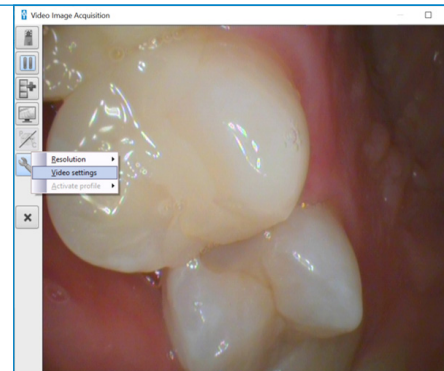 Video Image Acquisition
Resolution
Video settings
Activate profile